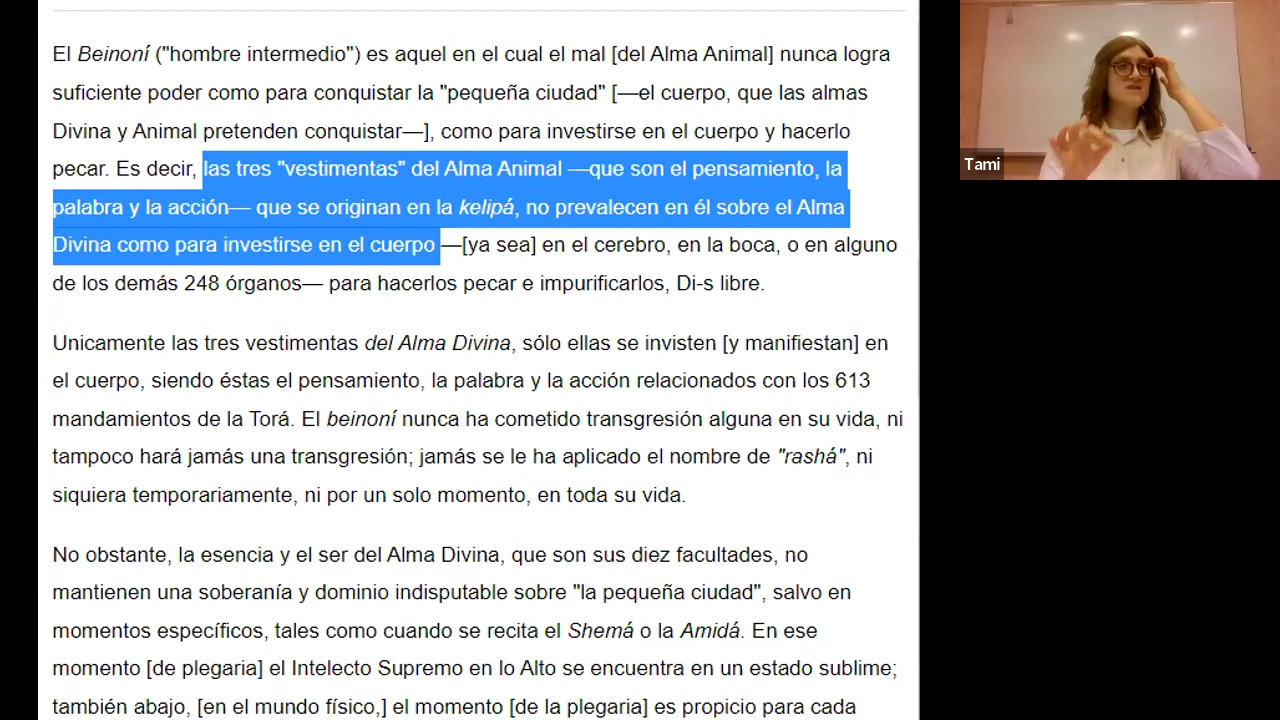 El Beinoní ("hombre intermedio") es aquel en el cual el mal [del Alma Animal] nunca logra
suficiente poder como para conquistar la "pequeña ciudad" [—el cuerpo, que las almas
Divina y Animal pretenden conquistar—], como para investirse en el cuerpo y hacerlo
pecar. Es decir, las tres "vestimentas" del Alma Animal —que son el pensamiento, la
palabra y la acción— que se originan en la kelipá, no prevalecen en él sobre el Alma
Divina como para investirse en el cuerpo —[ya sea] en el cerebro, en la boca, o en alguno
de los demás 248 órganos— para hacerlos pecar e impurificarlos, Di-s libre.
Unicamente las tres vestimentas del Alma Divina, sólo ellas se invisten [y manifiestan] en
el cuerpo, siendo éstas el pensamiento, la palabra y la acción relacionados con los 613
mandamientos de la Torá. El beinoní nunca ha cometido transgresión alguna en su vida, ni
tampoco hará jamás una transgresión; jamás se le ha aplicado el nombre de "rashá", ni
siquiera temporariamente, ni por un solo momento, en toda su vida.
No obstante, la esencia y el ser del Alma Divina, que son sus diez facultades, no
mantienen una soberanía y dominio indisputable sobre "la pequeña ciudad", salvo en
momentos específicos, tales como cuando se recita el Shemá o la Amidá. En ese
momento [de plegaria] el Intelecto Supremo en lo Alto se encuentra en un estado sublime;
también abajo, [en el mundo físico,] el momento [de la plegaria] es propicio para cada
Tami